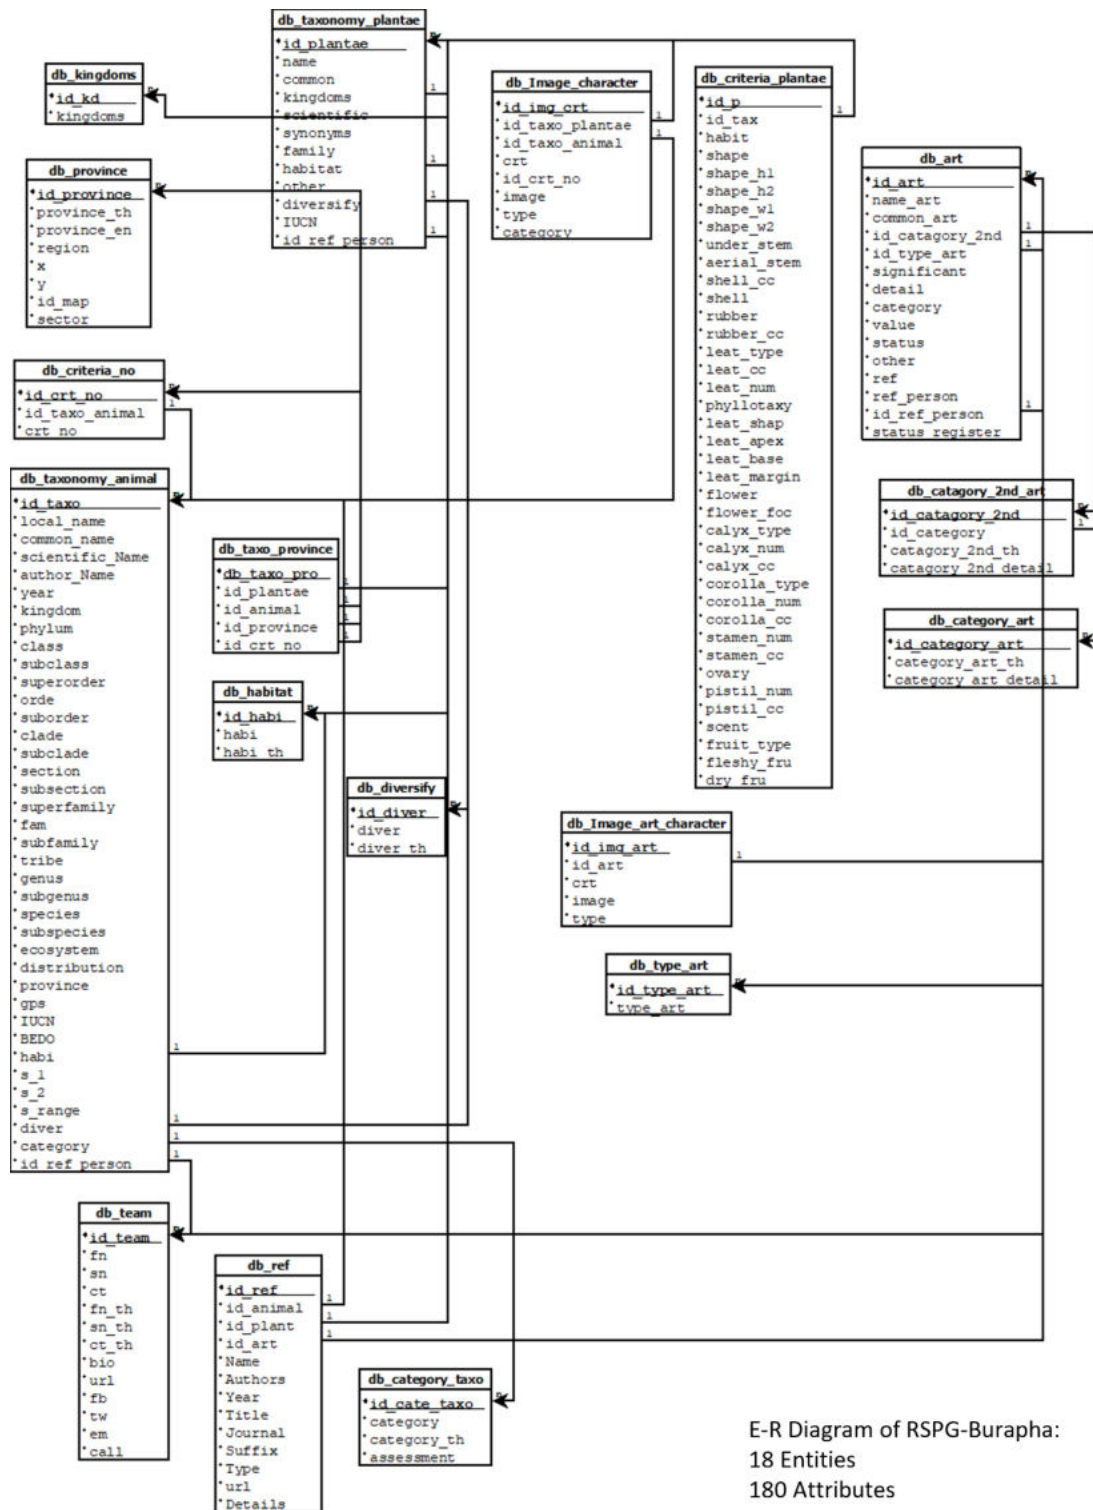 db_taxonomy_plantae
id_plantae
name
common
kingdoms
scientific
synonyms
family
habitat
other
diversify
IUCN
id_ref_person
db_kingdoms
id_kd
kingdoms
db_province
id_province
province_th
province_en
region
x
y
id_map
sector
db_criteria_no
id_crt_no
id_taxo_animal
crt_no
db_Image_character
id_img_crt
id_taxo_plantae
id_taxo_animal
crt
id_crt_no
image
type
category
db_criteria_plantae
id_p
id_tax
habit
shape
shape_h1
shape_h2
shape_w1
shape_w2
under_stem
aerial_stem
shell_cc
shell
rubber
rubber_cc
leat_type
leat_cc
leat_num
phyllotaxy
leat_shap
leat_apex
leat_base
leat_margin
flower
flower_foc
calyx_type
calyx_num
calyx_cc
corolla_type
corolla_num
corolla_cc
stamen_num
stamen_cc
ovary
pistil_num
pistil_cc
scent
fruit_type
fleshy_fru
dry_fru
db_art
id_art
name_art
common_art
id_catagory_2nd
id_type_art
significant
detail
category
value
status
other
ref
ref_person
id_ref_person
status_register
db_catagory_2nd_art
id_catagory_2nd
id_category
catagory_2nd_th
catagory_2nd_detail
db_category_art
id_category_art
category_art_th
category_art_detail
db_taxonomy_animal
id_taxo
local_name
common_name
scientific_Name
author_Name
year
kingdom
phylum
class
subclass
superorder
orde
suborder
clade
subclade
section
subsection
superfamily
fam
subfamily
tribe
genus
subgenus
species
subspecies
ecosystem
distribution
province
gps
IUCN
BEDO
habi
s_1
s_2
s_range
diver
category
id_ref_person
db_taxo_province
db_taxo_pro
id_plantae
id_animal
id_province
id_crt_no
db_habitat
id_habi
habi
habi_th
db_diversify
id_diver
diver
diver_th
db_Image_art_character
id_img_art
id_art
crt
image
type
db_type_art
id_type_art
type_art
db_team
id_team
fn
sn
ct
fn_th
sn_th
ct_th
bio
url
fb
tw
em
call
db_ref
id_ref
id_animal
id_plant
id_art
Name
Authors
Year
Title
Journal
Suffix
Type
url
Details
db_category_taxo
id_cate_taxo
category
category_th
assessment
E-R Diagram of RSPG-Burapha:
18 Entities
180 Attributes